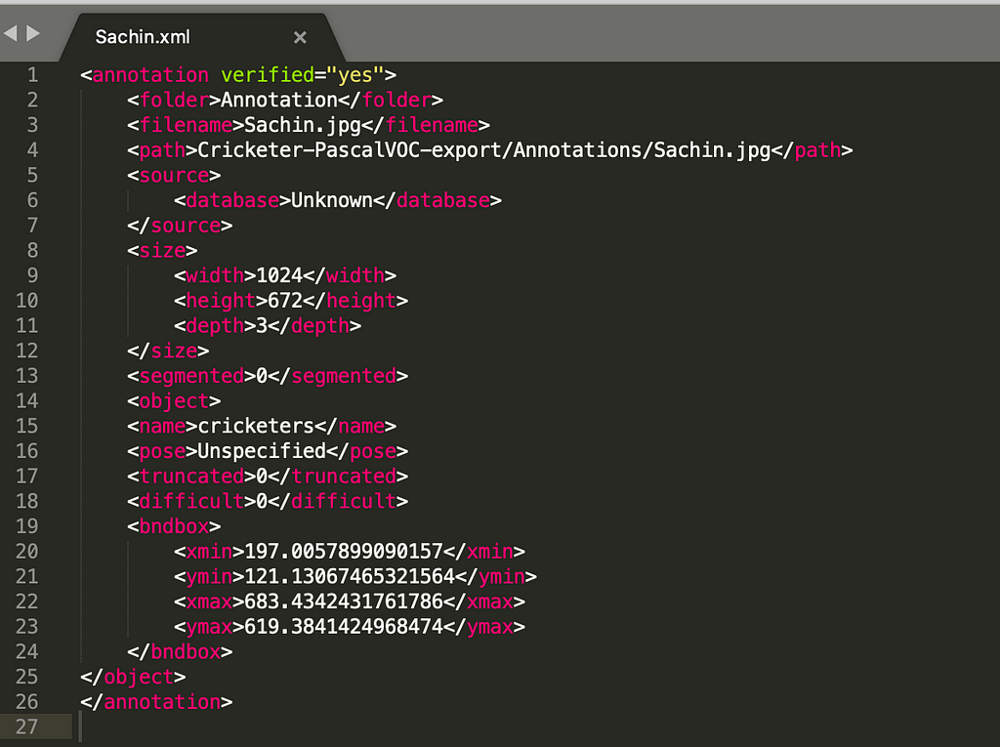 Sachin.xml
1 <annotation verified="yes">
2 <folder>Annotation</folder>
3 <filename>Sachin.jpg</filename>
4 <path>Cricketer-PascalVOC-export/Annotations/Sachin.jpg</path>
5 <source>
6 <database>Unknown</database>
7 </source>
8 <size>
9 <width>1024</width>
10 <height>672</height>
11 <depth>3</depth>
12 </size>
13 <segmented>0</segmented>
14 <object>
15 <name>cricketers</name>
16 <pose>Unspecified</pose>
17 <truncated>0</truncated>
18 <difficult>0</difficult>
19 <bndbox>
20 <xmin>197.0057899090157</xmin>
21 <ymin>121.13067465321564</ymin>
22 <xmax>683.4342431761786</xmax>
23 <ymax>619.3841424968474</ymax>
24 </bndbox>
25 </object>
26 </annotation>
27